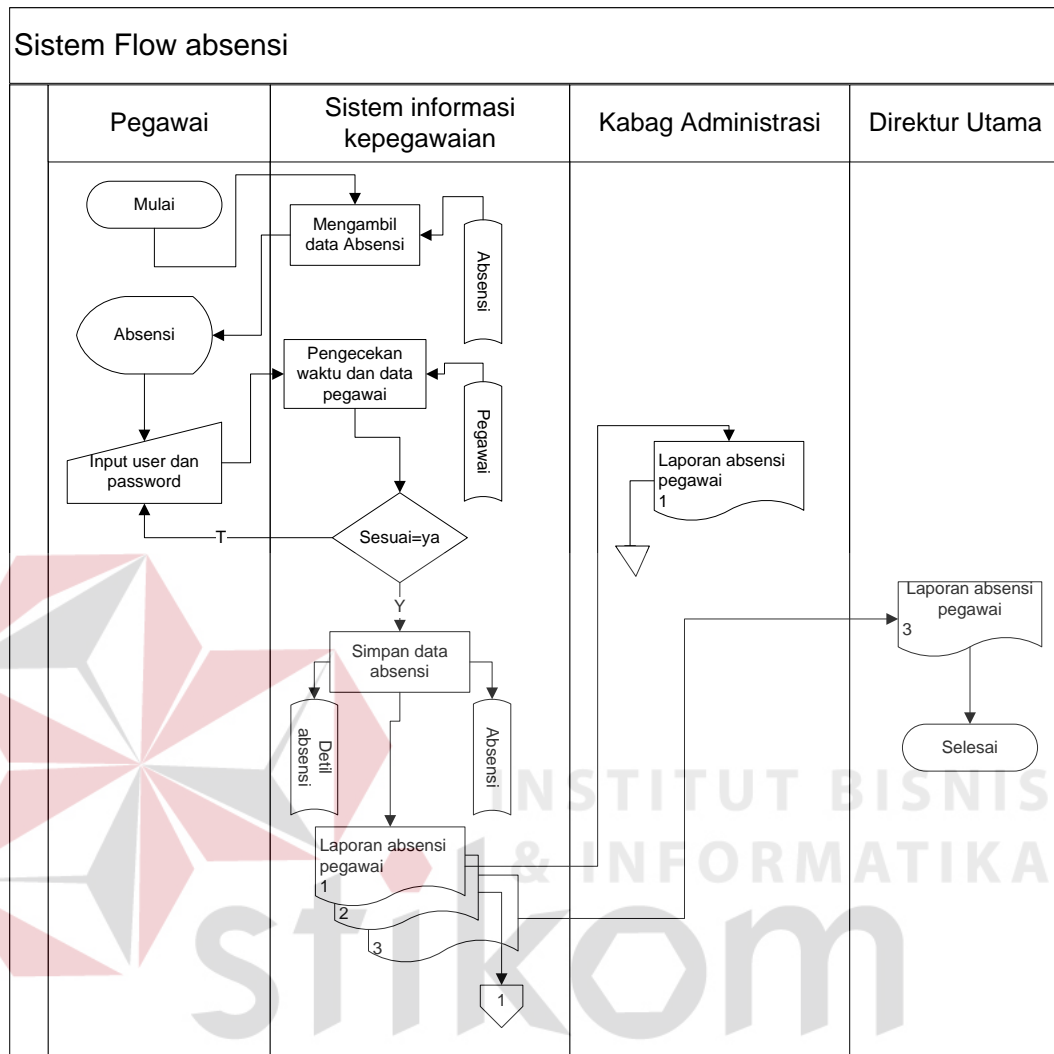 Sistem Flow absensi
Pegawai
Sistem informasi
kepegawaian
Kabag Administrasi
Direktur Utama
Mulai
Mengambil
data Absensi
Absensi
Absensi
Pengecekan
waktu dan data
pegawai
Pegawai
Input user dan
password
Laporan absensi
pegawai
1
T
Sesuai=ya
Y
Laporan absensi
pegawai
3
Simpan data
absensi
Detil
absensi
Absensi
Selesai
INSTITUT BISNIS
& INFORMATIKA
stikom
Laporan absensi
pegawai
1
2
3
1